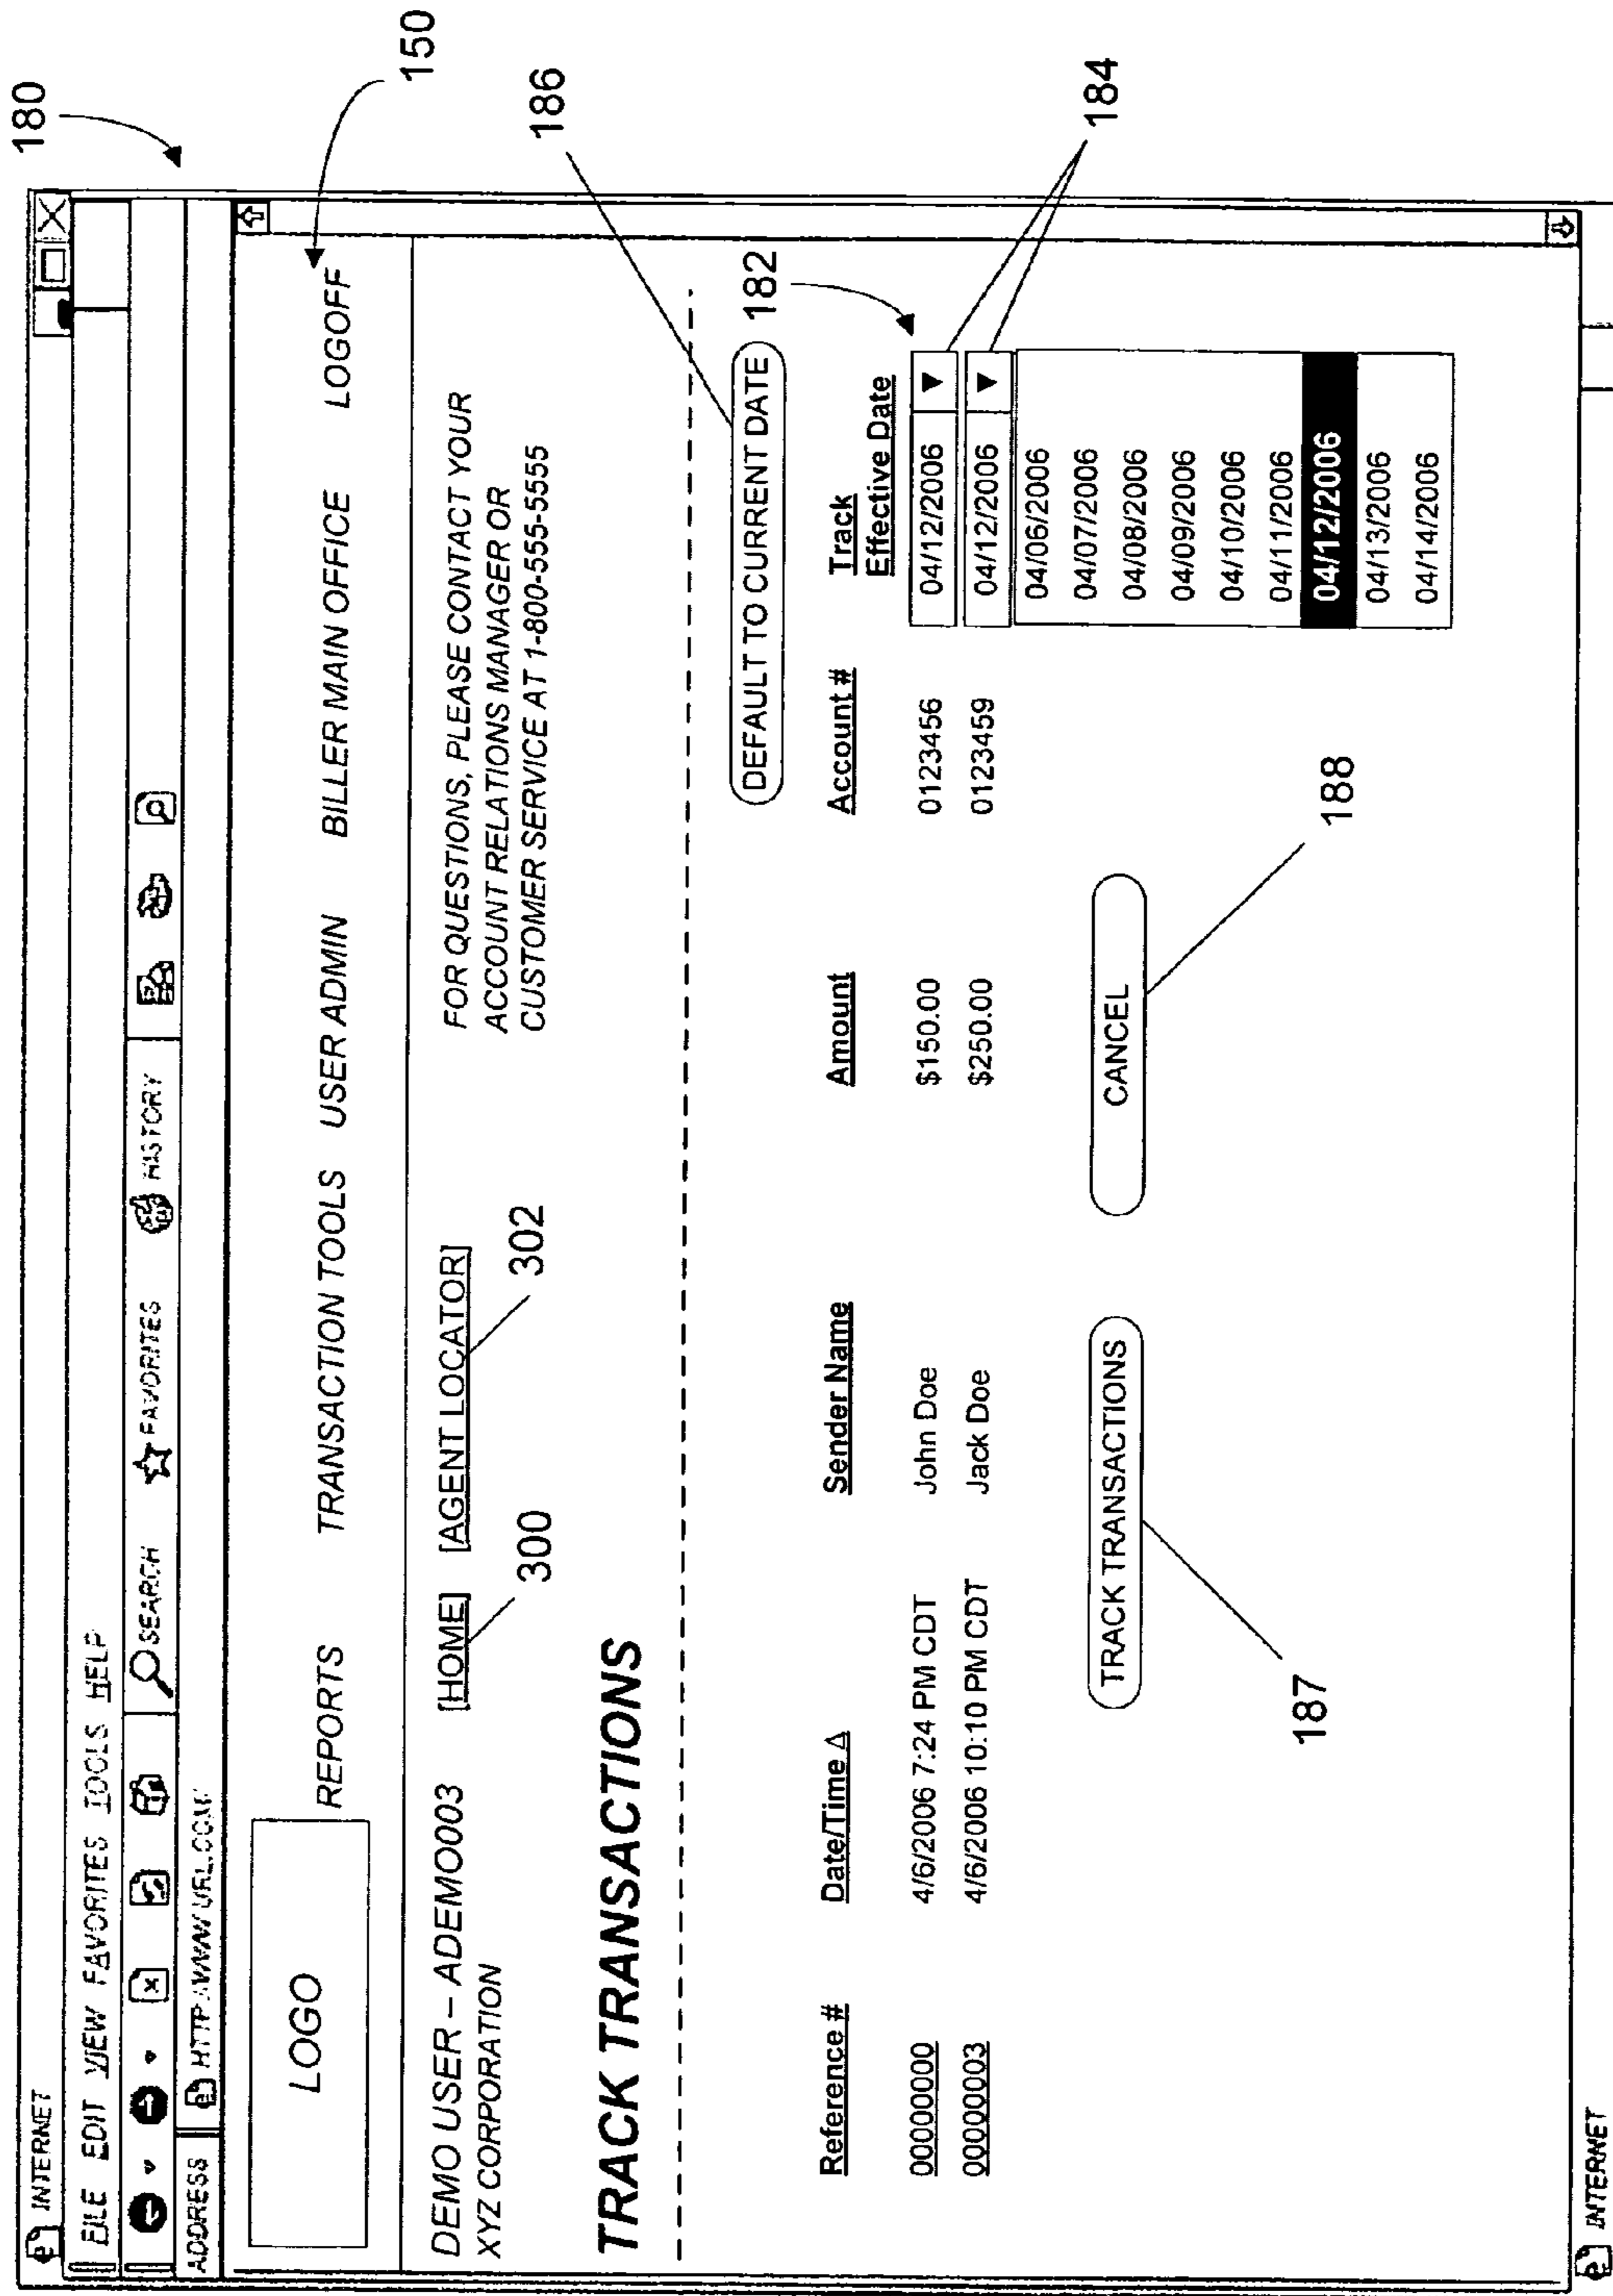 180
INTERNET
FILE EDIT VIEW FAVORITES TOOLS HELP
SEARCH FAVORITES HISTORY
ADDRESS HTTP://WWW.URL.COM/
150
LOGO
REPORTS TRANSACTION TOOLS USER ADMIN BILLER MAIN OFFICE LOGOFF
DEMO USER – ADEMO003 [HOME] [AGENT LOCATOR] FOR QUESTIONS, PLEASE CONTACT YOUR
XYZ CORPORATION ACCOUNT RELATIONS MANAGER OR
CUSTOMER SERVICE AT 1-800-555-5555
300 302
186
TRACK TRANSACTIONS
DEFAULT TO CURRENT DATE
182
Track
Reference # Date/Time Δ Sender Name Amount Account # Effective Date
00000000 4/6/2006 7:24 PM CDT John Doe $150.00 0123456 04/12/2006 ▼
00000003 4/6/2006 10:10 PM CDT Jack Doe $250.00 0123459 04/12/2006 ▼
184
04/06/2006
04/07/2006
TRACK TRANSACTIONS CANCEL 04/08/2006
04/09/2006
04/10/2006
04/11/2006
187 188
04/12/2006
04/13/2006
04/14/2006
INTERNET